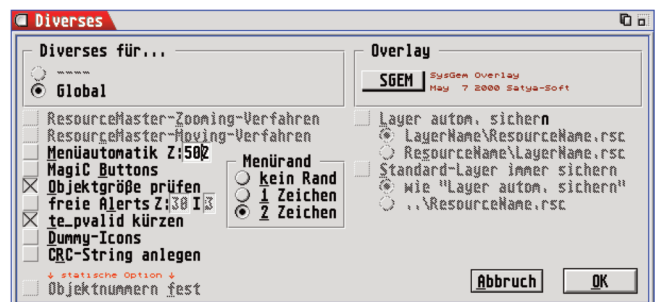 Diverses
Diverses für...
~~~~
Global
ResourceMaster-Zooming-Verfahren
ResourceMaster-Moving-Verfahren
Menüautomatik Z:502
MagiC Buttons
Objektgröße prüfen
freie Alerts Z:30 I 3
te_pvalid kürzen
Dummy-Icons
CRC-String anlegen
↓ statische Option ↓
Objektnummern fest
Menürand
kein Rand
1 Zeichen
2 Zeichen
Overlay
SGEM
SysGem Overlay
May 7 2000 Satya-Soft
Layer autom. sichern
LayerName\ResourceName.rsc
ResourceName\LayerName.rsc
Standard-Layer immer sichern
wie "Layer autom. sichern"
..\ResourceName.rsc
Abbruch
OK